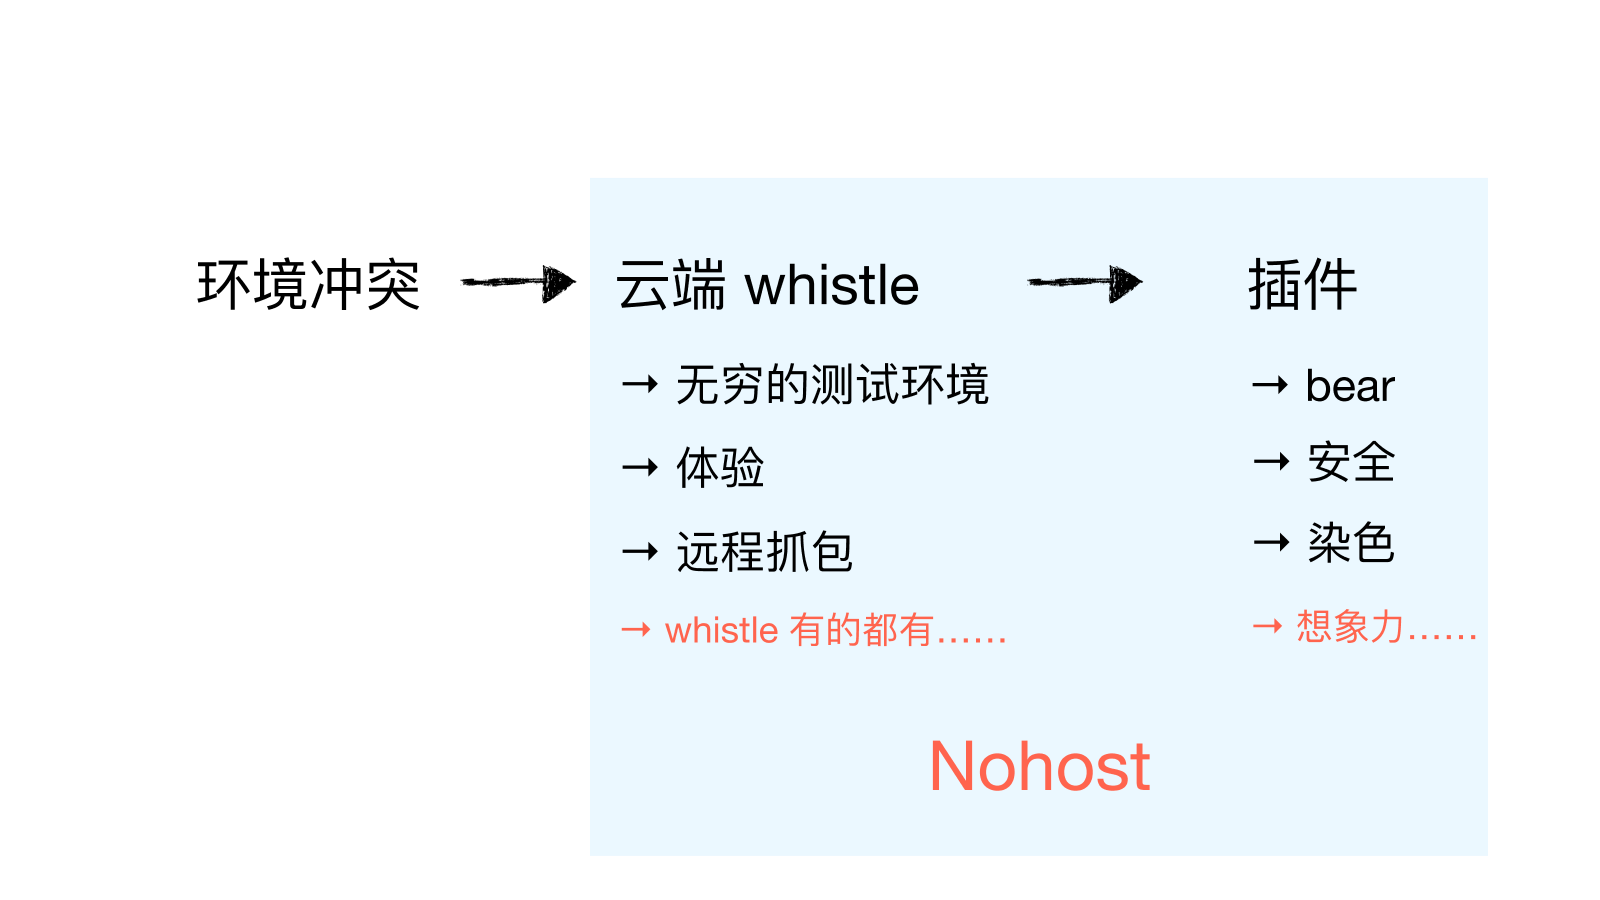 环境冲突
云端 whistle
→ 无穷的测试环境
→ 体验
→ 远程抓包
→ whistle 有的都有……
插件
→ bear
→ 安全
→ 染色
→ 想象力……
Nohost